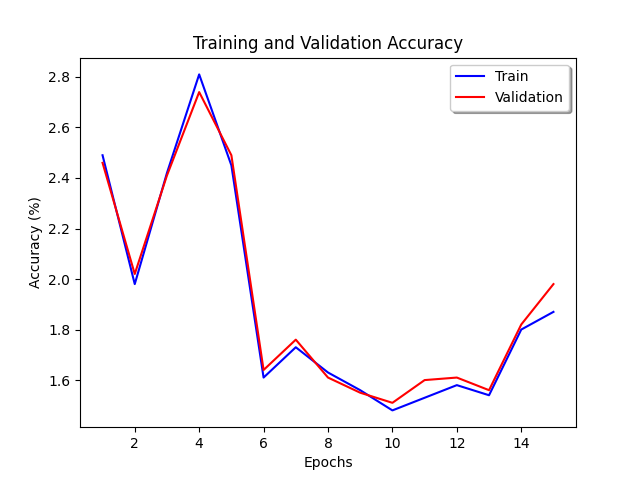 Training and Validation Accuracy
Train
Validation
Accuracy (%)
2.8
2.6
2.4
2.2
2.0
1.8
1.6
2 4 6 8 10 12 14
Epochs